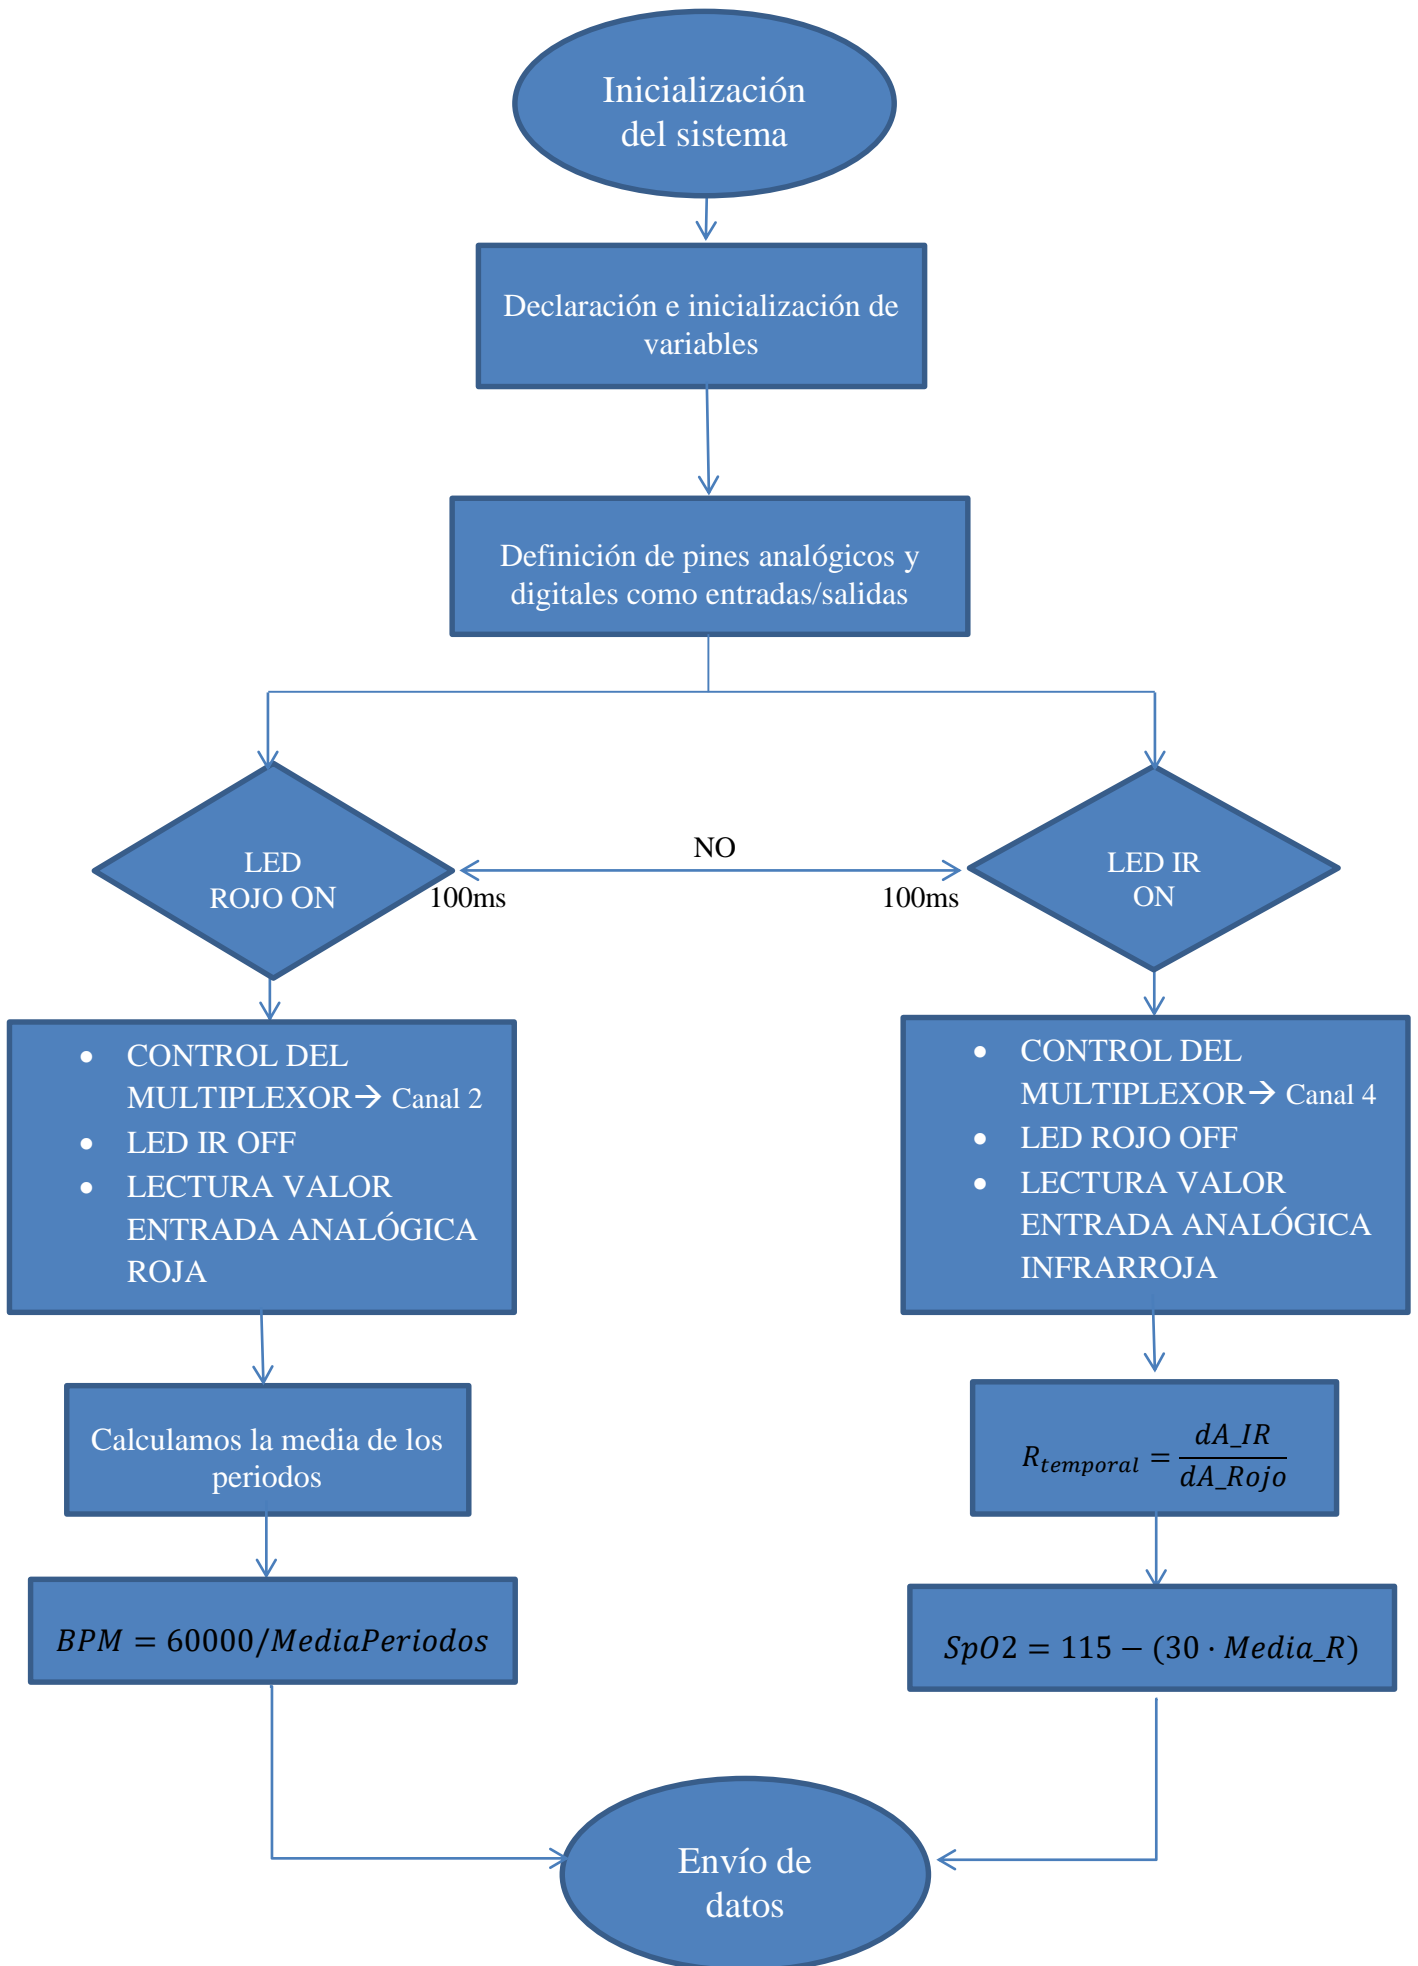 Inicialización
del sistema
Declaración e inicialización de
variables
Definición de pines analógicos y
digitales como entradas/salidas
NO
LED
ROJO ON
100ms
100ms
LED IR
ON
• CONTROL DEL
MULTIPLEXOR→ Canal 2
• LED IR OFF
• LECTURA VALOR
ENTRADA ANALÓGICA
ROJA
• CONTROL DEL
MULTIPLEXOR→ Canal 4
• LED ROJO OFF
• LECTURA VALOR
ENTRADA ANALÓGICA
INFRARROJA
Calculamos la media de los
periodos
R_temporal = dA_IR / dA_Rojo
BPM = 60000/MediaPeriodos
SpO2 = 115 − (30 · Media_R)
Envío de
datos